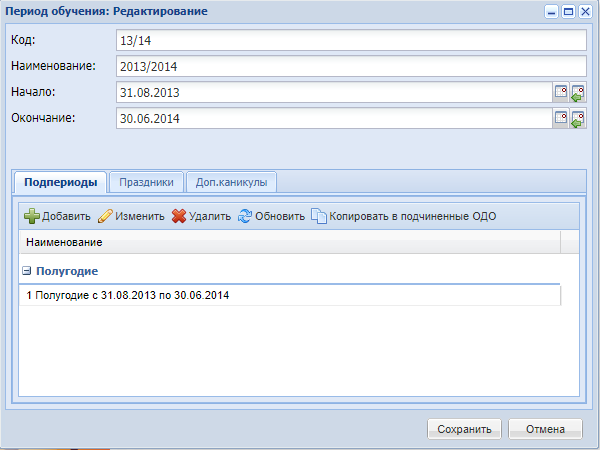 Период обучения: Редактирование
Код: 13/14
Наименование: 2013/2014
Начало: 31.08.2013
Окончание: 30.06.2014
Подпериоды Праздники Доп.каникулы
Добавить Изменить Удалить Обновить Копировать в подчиненные ОДО
Наименование
Полугодие
1 Полугодие с 31.08.2013 по 30.06.2014
Сохранить Отмена